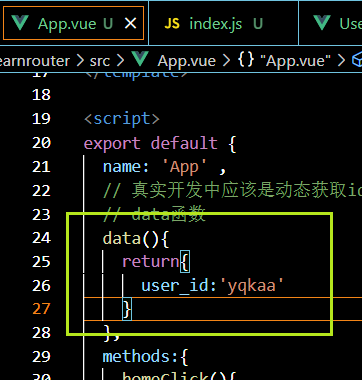 App.vue U
index.js U
Use
earnrouter > src > App.vue > {} "App.vue" >
17 </template>
18
19 <script>
20 export default {
21 name: 'App' ,
22 // 真实开发中应该是动态获取id
23 // data函数
24 data(){
25 return{
26 user_id:'yqkaa'
27 }
28 },
29 methods:{
30 homeClick(){